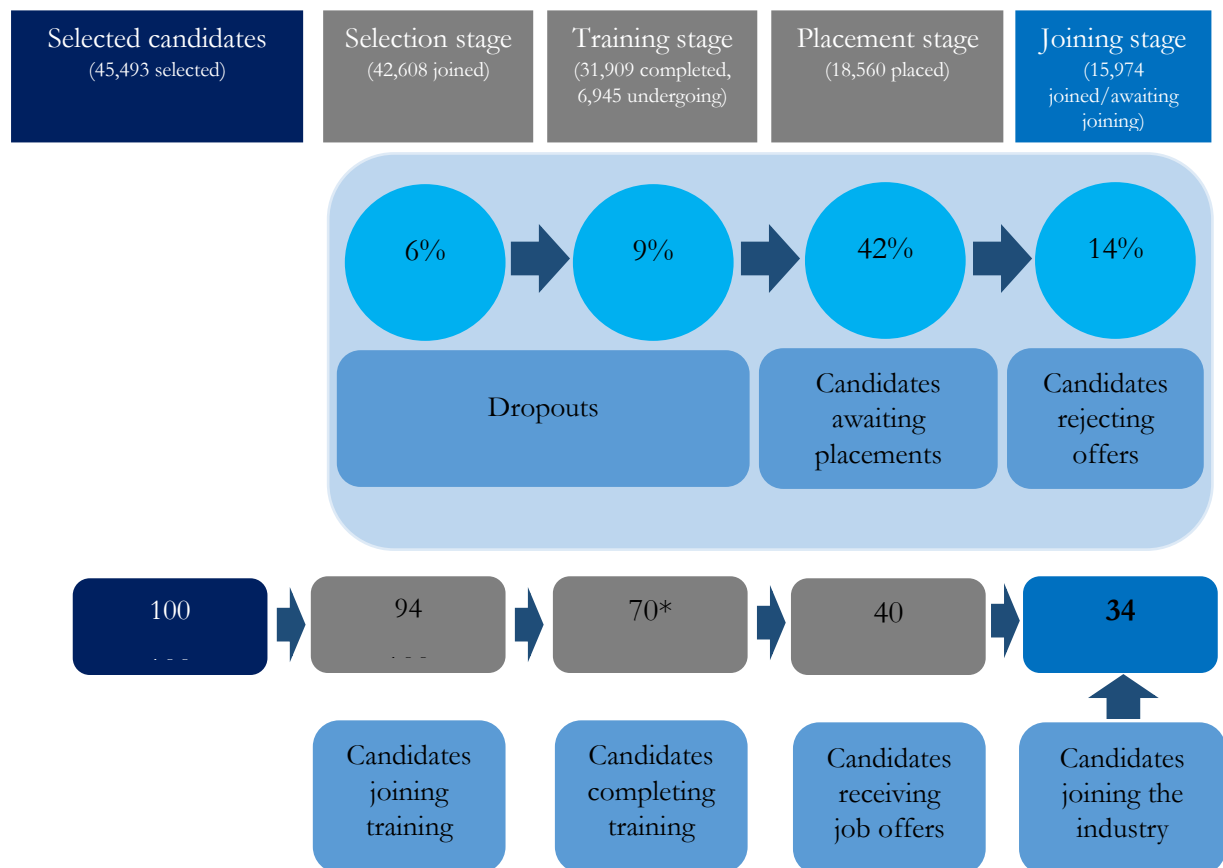 Selected candidates
(45,493 selected)
Selection stage
(42,608 joined)
Training stage
(31,909 completed,
6,945 undergoing)
Placement stage
(18,560 placed)
Joining stage
(15,974
joined/awaiting
joining)
6%
9%
42%
14%
Dropouts
Candidates
awaiting
placements
Candidates
rejecting
offers
100
94
70*
40
34
Candidates
joining
training
Candidates
completing
training
Candidates
receiving
job offers
Candidates
joining the
industry